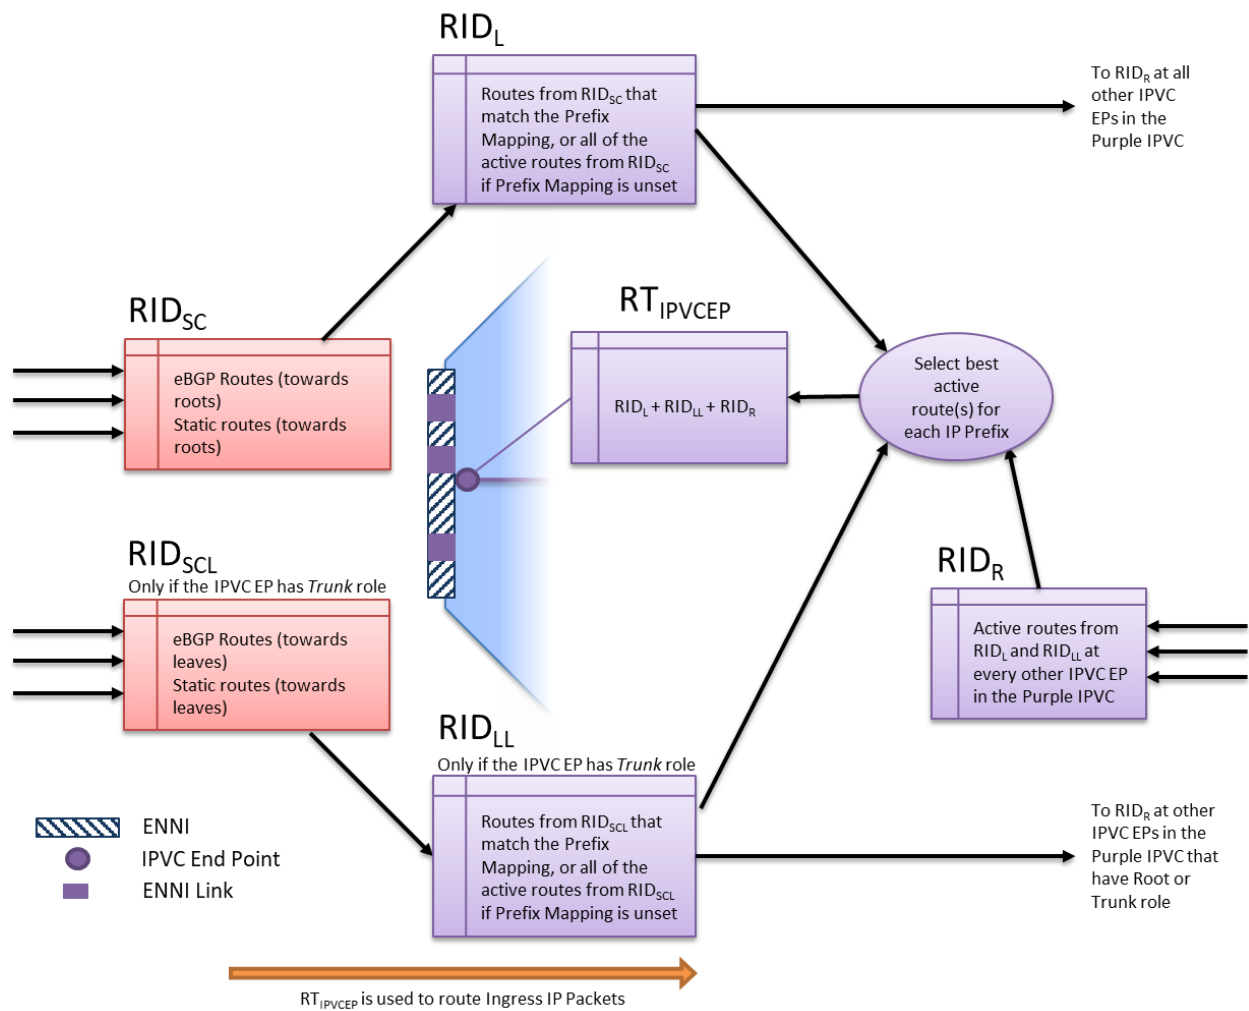 RIDL
Routes from RIDSC that
match the Prefix
Mapping, or all of the
active routes from RIDSC
if Prefix Mapping is unset
To RIDR at all
other IPVC
EPs in the
Purple IPVC
RIDSC
eBGP Routes (towards
roots)
Static routes (towards
roots)
RTIPVCEP
RIDL + RIDLL + RIDR
Select best
active
route(s) for
each IP Prefix
RIDSCL
Only if the IPVC EP has Trunk role
eBGP Routes (towards
leaves)
Static routes (towards
leaves)
RIDR
Active routes from
RIDL and RIDLL at
every other IPVC EP
in the Purple IPVC
RIDLL
Only if the IPVC EP has Trunk role
Routes from RIDSCL that
match the Prefix
Mapping, or all of the
active routes from RIDSCL
if Prefix Mapping is unset
To RIDR at other
IPVC EPs in the
Purple IPVC that
have Root or
Trunk role
ENNI
IPVC End Point
ENNI Link
RTIPVCEP is used to route Ingress IP Packets